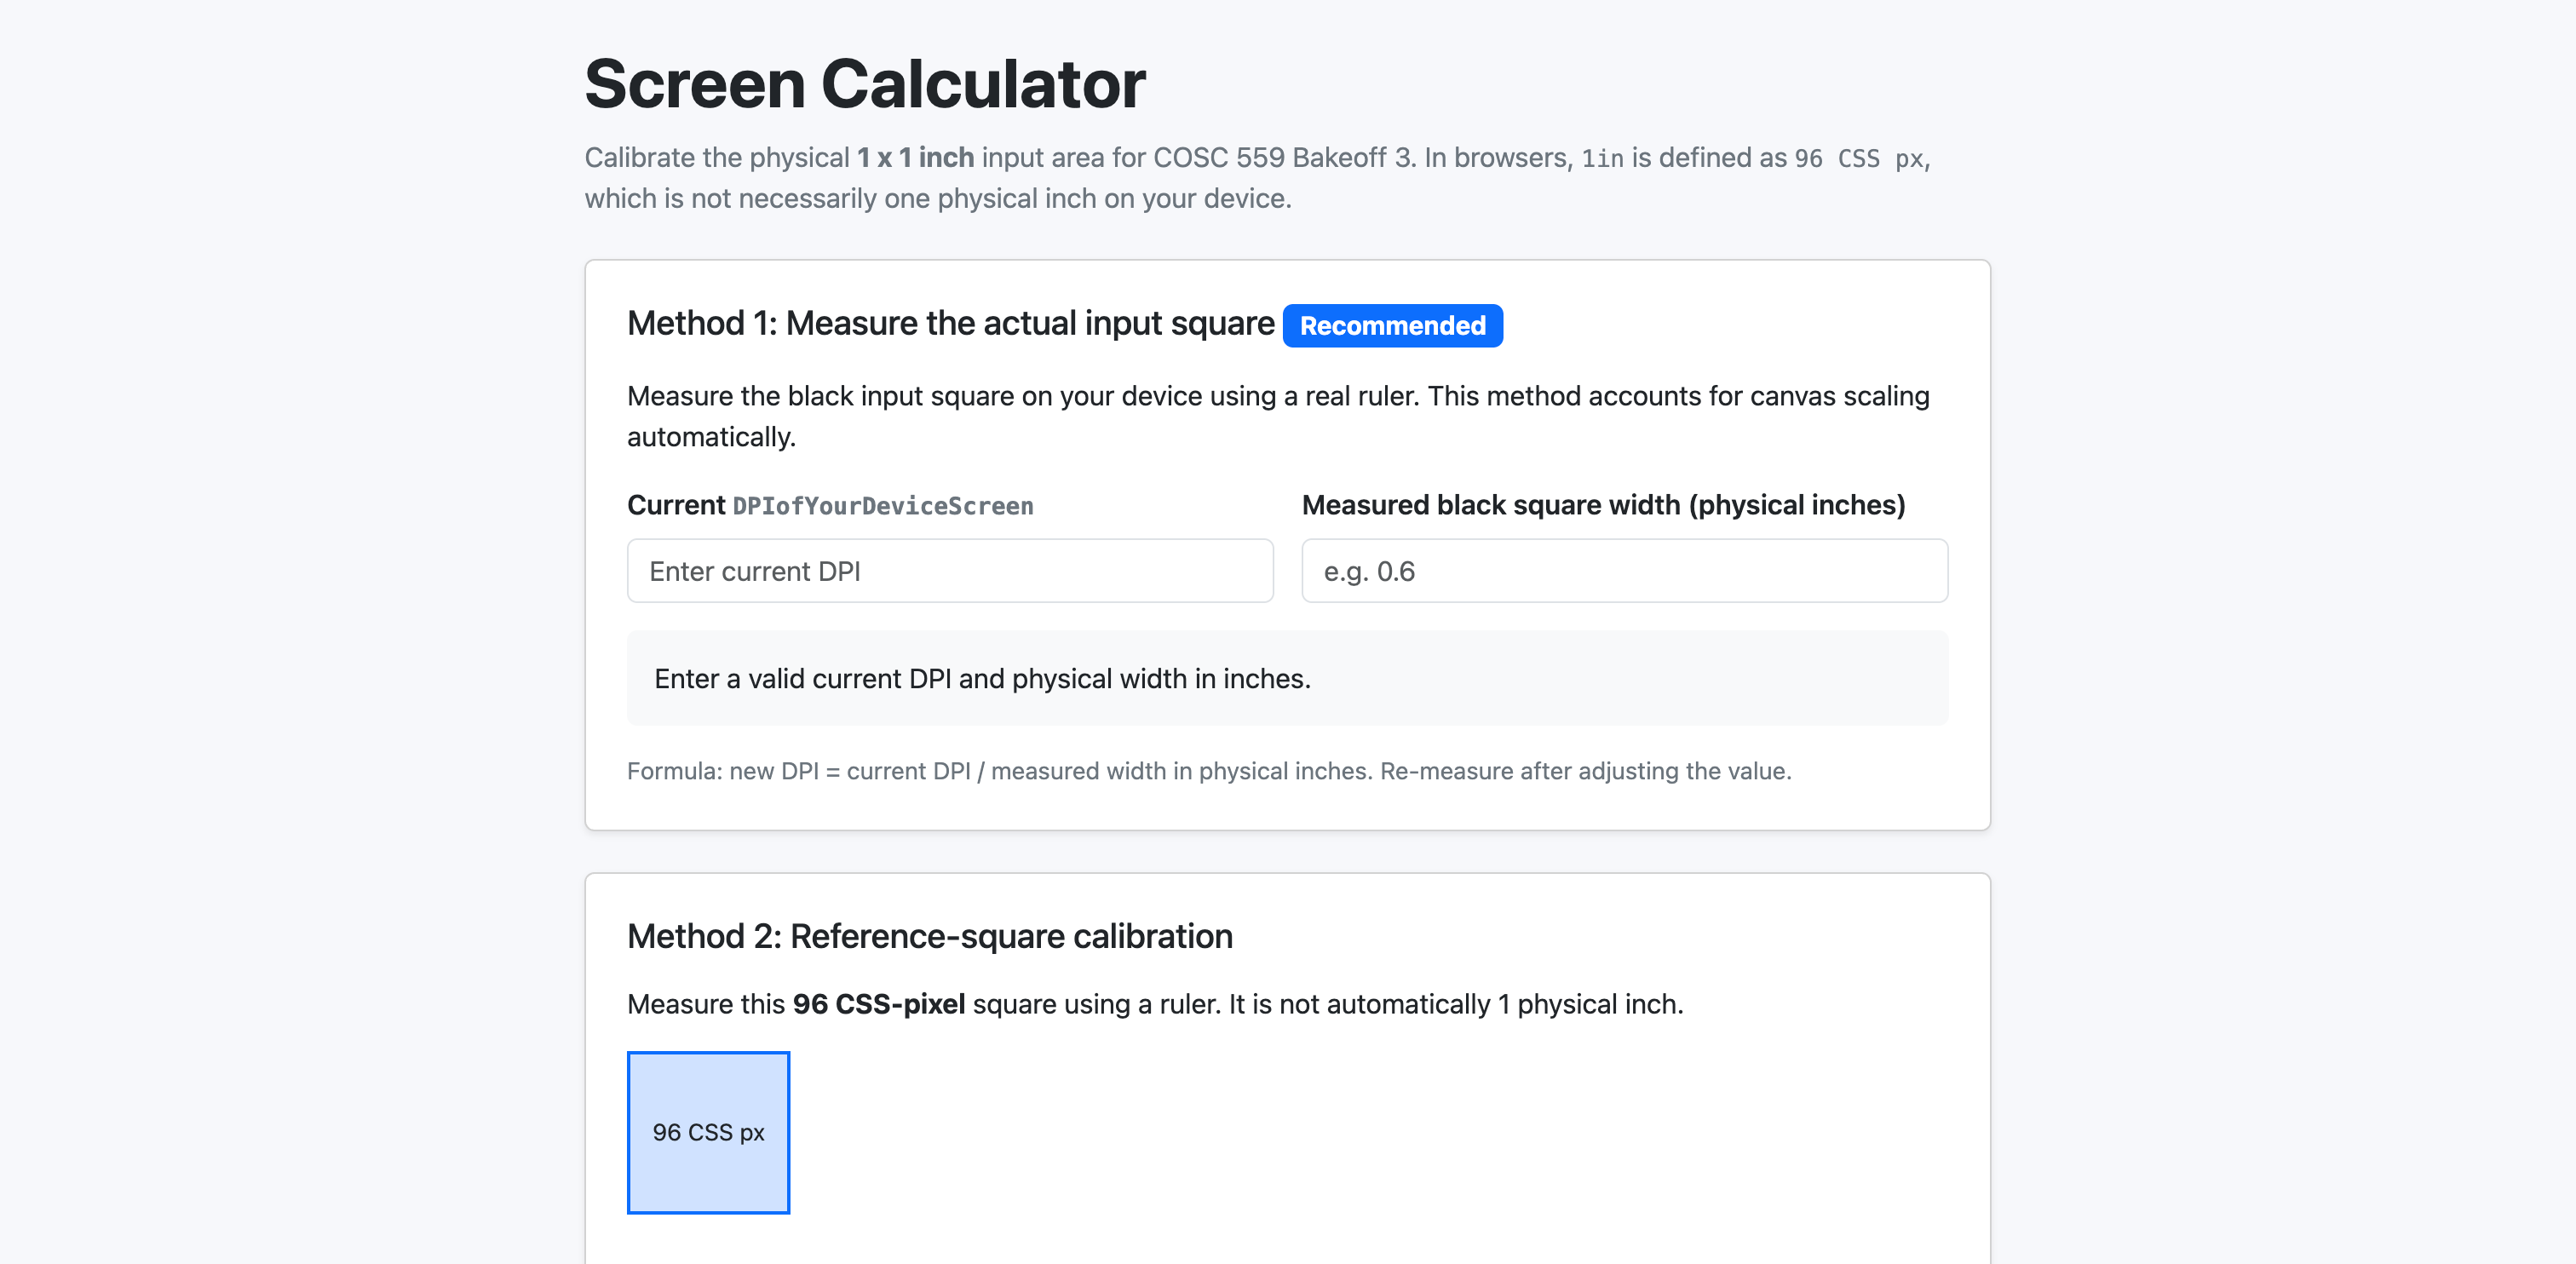 Screen Calculator
Calibrate the physical 1 x 1 inch input area for COSC 559 Bakeoff 3. In browsers, 1in is defined as 96 CSS px,
which is not necessarily one physical inch on your device.
Method 1: Measure the actual input square Recommended
Measure the black input square on your device using a real ruler. This method accounts for canvas scaling
automatically.
Current DPIofYourDeviceScreen
Measured black square width (physical inches)
Enter current DPI
e.g. 0.6
Enter a valid current DPI and physical width in inches.
Formula: new DPI = current DPI / measured width in physical inches. Re-measure after adjusting the value.
Method 2: Reference-square calibration
Measure this 96 CSS-pixel square using a ruler. It is not automatically 1 physical inch.
96 CSS px